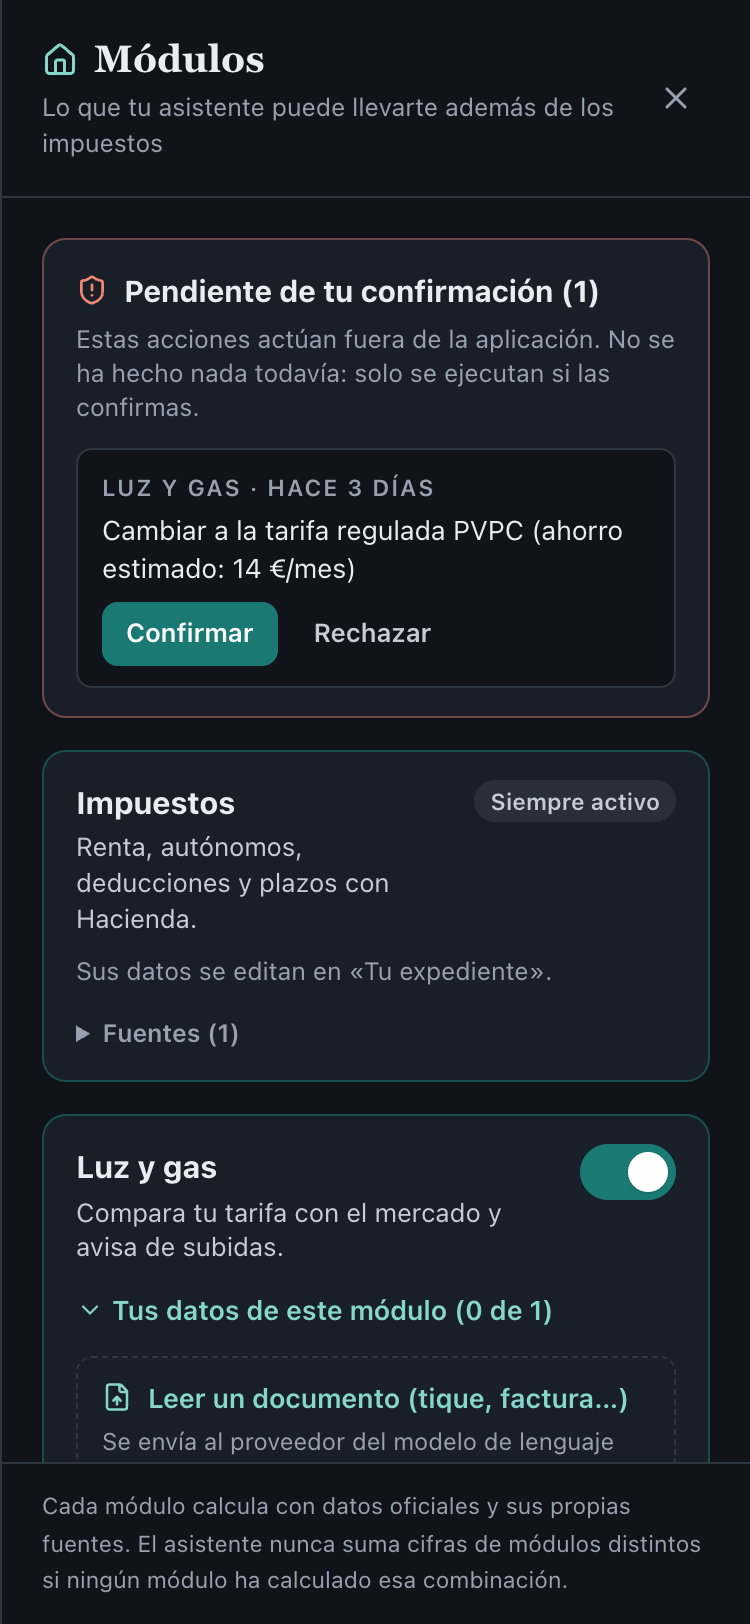 Módulos
Lo que tu asistente puede llevarte además de los
impuestos
Pendiente de tu confirmación (1)
Estas acciones actúan fuera de la aplicación. No se
ha hecho nada todavía: solo se ejecutan si las
confirmas.
LUZ Y GAS · HACE 3 DÍAS
Cambiar a la tarifa regulada PVPC (ahorro
estimado: 14 €/mes)
Confirmar Rechazar
Impuestos
Siempre activo
Renta, autónomos,
deducciones y plazos con
Hacienda.
Sus datos se editan en «Tu expediente».
Fuentes (1)
Luz y gas
Compara tu tarifa con el mercado y
avisa de subidas.
Tus datos de este módulo (0 de 1)
Leer un documento (tique, factura...)
Se envía al proveedor del modelo de lenguaje
Cada módulo calcula con datos oficiales y sus propias
fuentes. El asistente nunca suma cifras de módulos distintos
si ningún módulo ha calculado esa combinación.